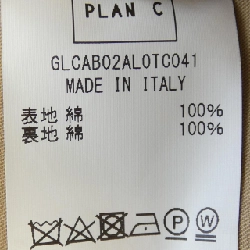 PLAN C
GLCAB02AL0TC041
MADE IN ITALY
表地 綿 100%
裏地 綿 100%
P W